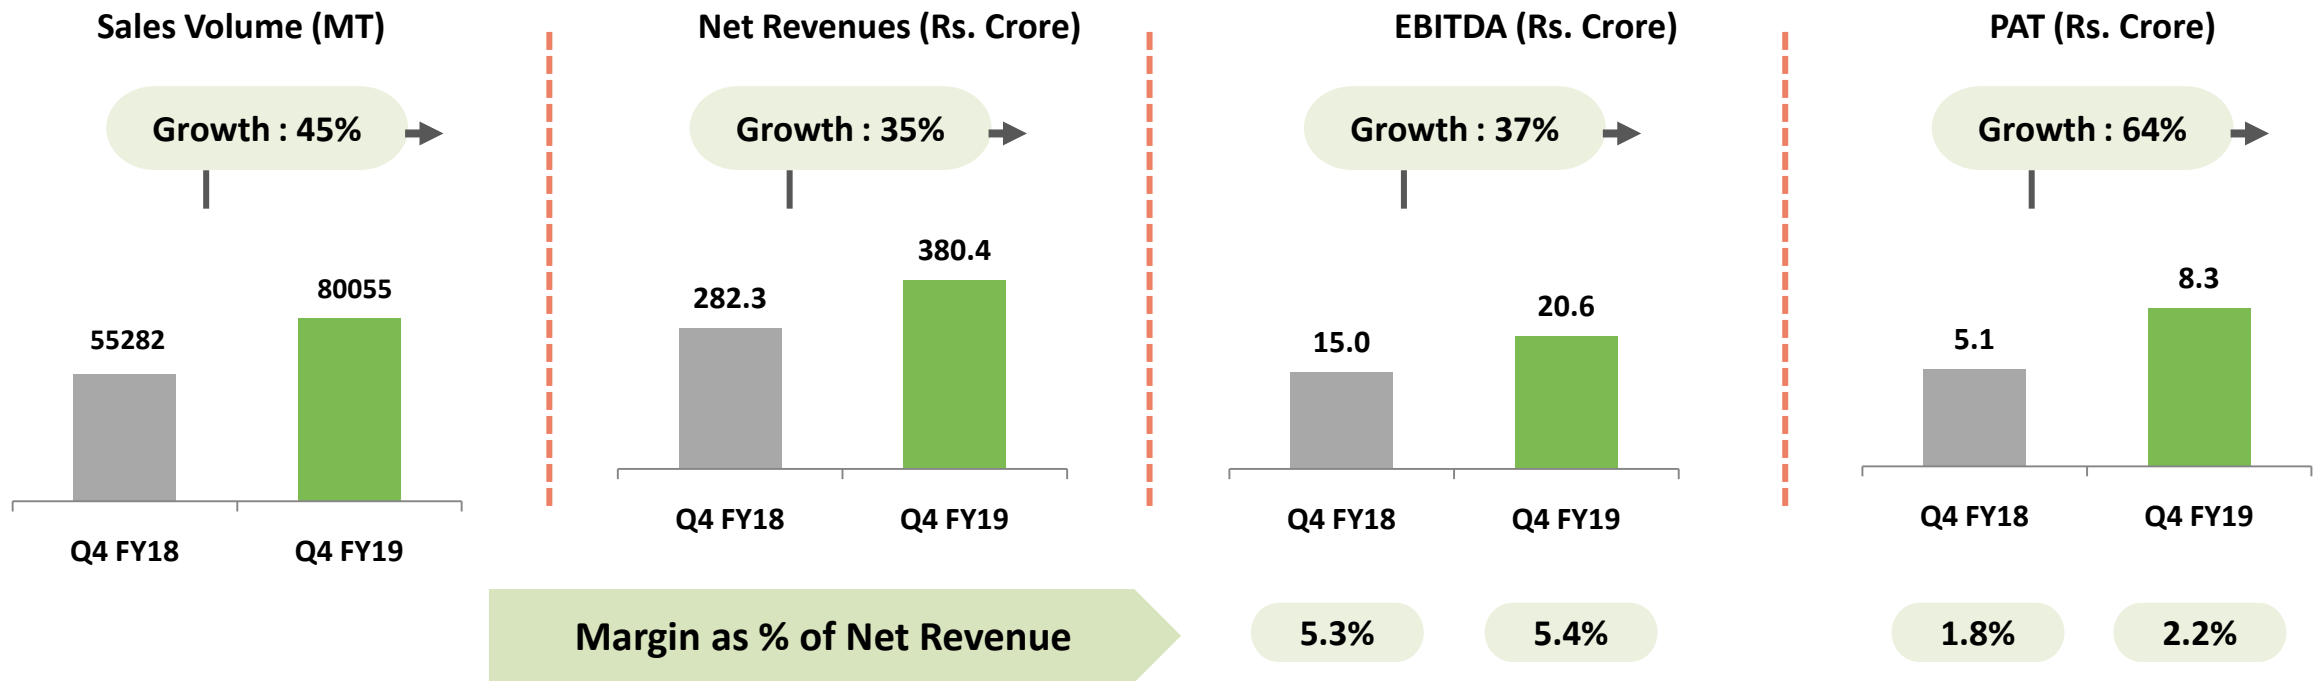 Sales Volume (MT)
Growth : 45%
55282
80055
Q4 FY18
Q4 FY19
Net Revenues (Rs. Crore)
Growth : 35%
282.3
380.4
Q4 FY18
Q4 FY19
EBITDA (Rs. Crore)
Growth : 37%
15.0
20.6
Q4 FY18
Q4 FY19
PAT (Rs. Crore)
Growth : 64%
5.1
8.3
Q4 FY18
Q4 FY19
Margin as % of Net Revenue
5.3%
5.4%
1.8%
2.2%